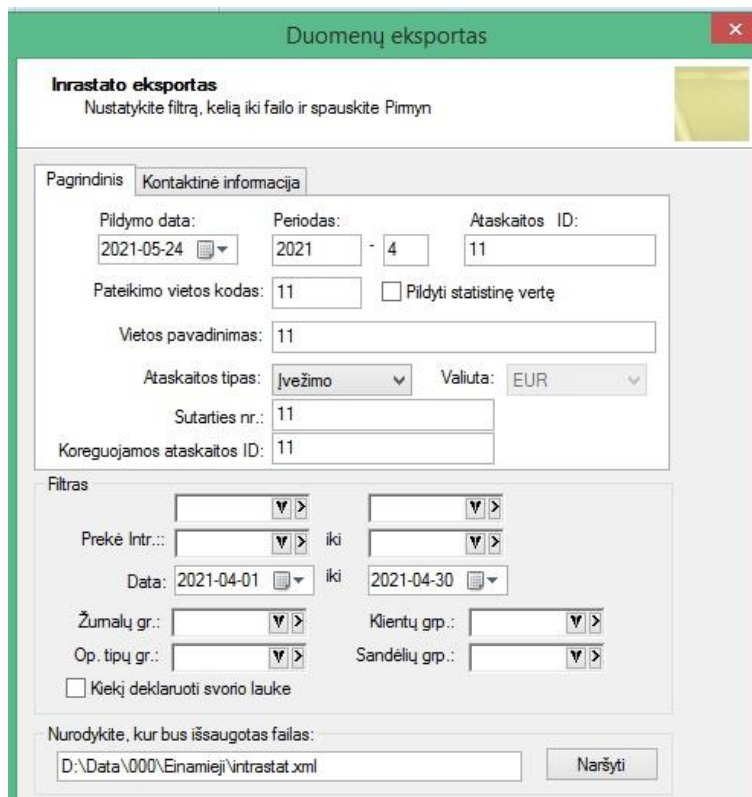 Duomenų eksportas
Inrastato eksportas
Nustatykite filtrą, kelią iki failo ir spauskite Pirmyn
Pagrindinis Kontaktinė informacija
Pildymo data: Periodas: Ataskaitos ID:
2021-05-24 2021 - 4 11
Pateikimo vietos kodas: 11 Pildyti statistinę vertę
Vietos pavadinimas: 11
Ataskaitos tipas: Įvežimo Valiuta: EUR
Sutarties nr.: 11
Koreguojamos ataskaitos ID: 11
Filtras
Prekė Intr.:: iki
Data: 2021-04-01 iki 2021-04-30
Žurnalų gr.: Klientų grp.:
Op. tipų gr.: Sandėlių grp.:
Kiekį deklaruoti svorio lauke
Nurodykite, kur bus išsaugotas failas:
D:\Data\000\Einamieji\intrastat.xml Naršyti